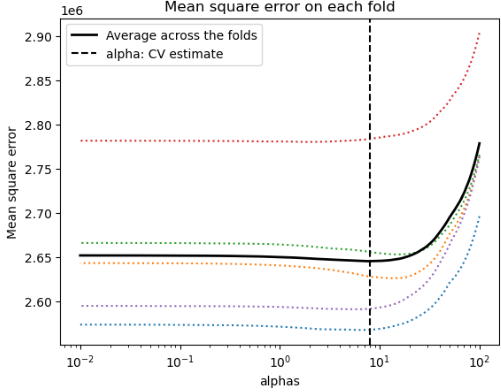 Mean square error on each fold
1e6
Average across the folds
alpha: CV estimate
2.90
2.85
2.80
2.75
2.70
2.65
2.60
Mean square error
10⁻² 10⁻¹ 10⁰ 10¹ 10²
alphas